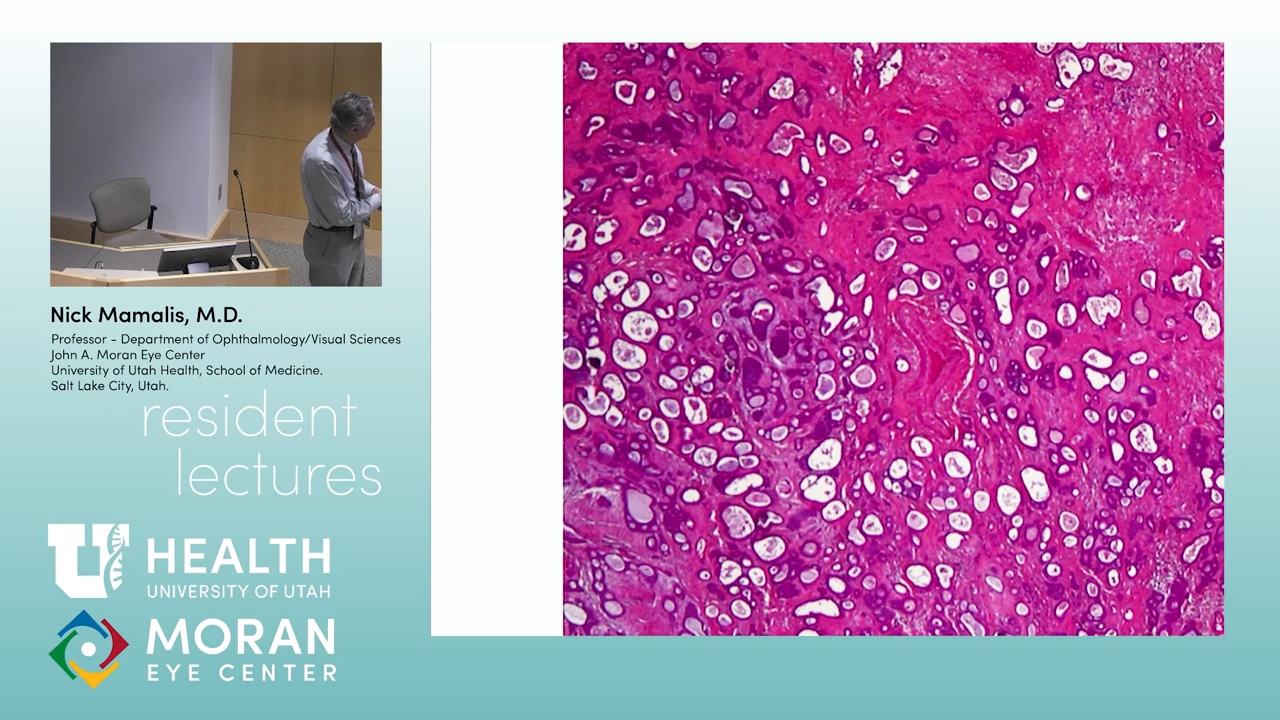 Nick Mamalis, M.D.
Professor - Department of Ophthalmology/Visual Sciences
John A. Moran Eye Center
University of Utah Health, School of Medicine.
Salt Lake City, Utah.
resident
lectures
U HEALTH
UNIVERSITY OF UTAH
MORAN
EYE CENTER